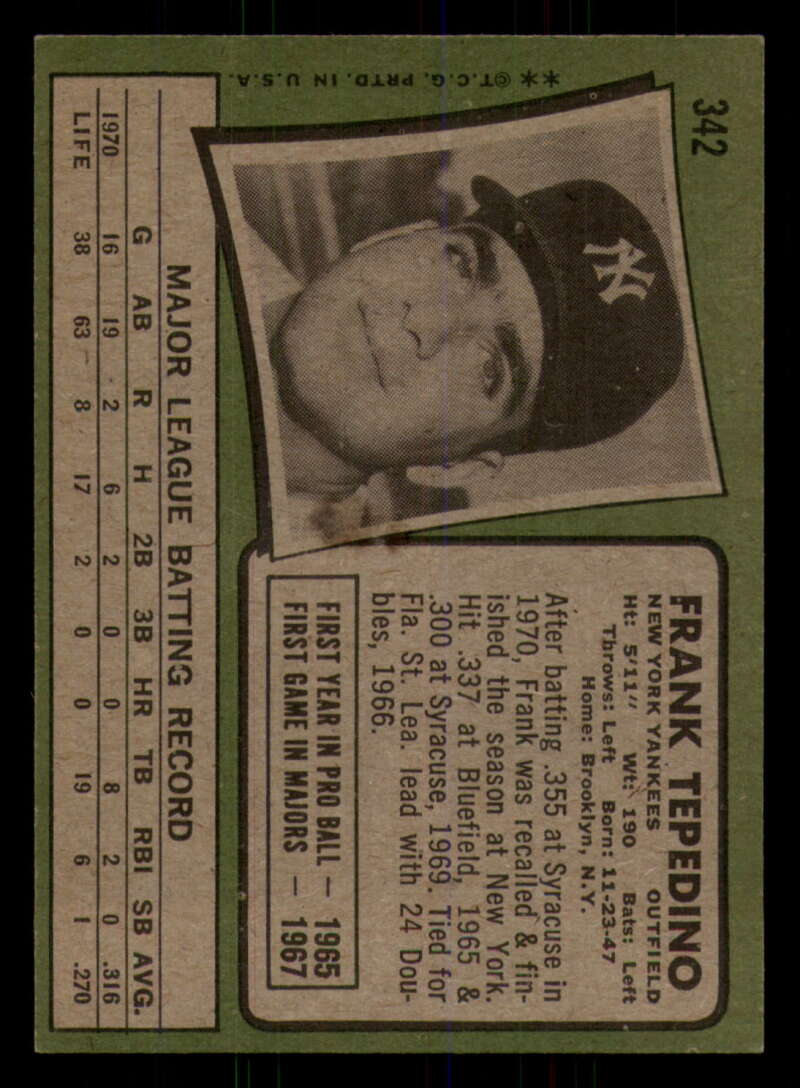 342
FRANK TEPEDINO
NEW YORK YANKEES OUTFIELD
Ht: 5'11" Wt: 190 Bats: Left
Throws: Left Born: 11-23-47
Home: Brooklyn, N.Y.
After batting .355 at Syracuse in
1970, Frank was recalled & fin-
ished the season at New York.
Hit .337 at Bluefield, 1965 &
.300 at Syracuse, 1969. Tied for
Fla. St. Lea. lead with 24 Dou-
bles, 1966.
FIRST YEAR IN PRO BALL — 1965
FIRST GAME IN MAJORS — 1967
NY
MAJOR LEAGUE BATTING RECORD
G AB R H 2B 3B HR TB RBI SB AVG.
1970 16 19 2 6 2 0 0 8 2 0 .316
LIFE 38 63 8 17 2 0 0 19 6 1 .270
** ©T.C.G. PRTD. IN U.S.A.